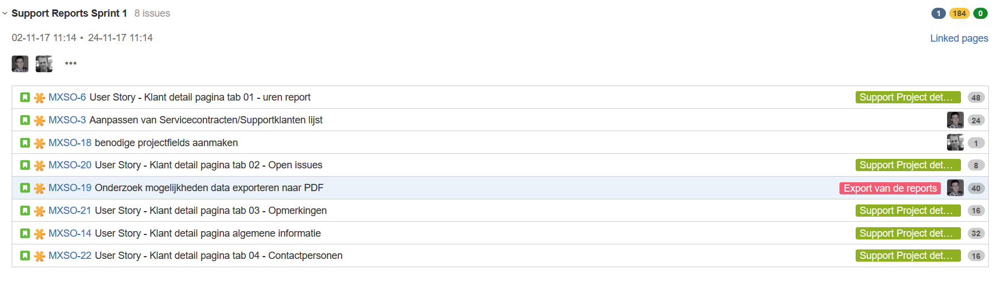 Support Reports Sprint 1 8 issues 1 184 0
02-11-17 11:14 • 24-11-17 11:14 Linked pages
MXSO-6 User Story - Klant detail pagina tab 01 - uren report Support Project det... 48
MXSO-3 Aanpassen van Servicecontracten/Supportklanten lijst 24
MXSO-18 benodige projectfields aanmaken 1
MXSO-20 User Story - Klant detail pagina tab 02 - Open issues Support Project det... 8
MXSO-19 Onderzoek mogelijkheden data exporteren naar PDF Export van de reports 40
MXSO-21 User Story - Klant detail pagina tab 03 - Opmerkingen Support Project det... 16
MXSO-14 User Story - Klant detail pagina algemene informatie Support Project det... 32
MXSO-22 User Story - Klant detail pagina tab 04 - Contactpersonen Support Project det... 16